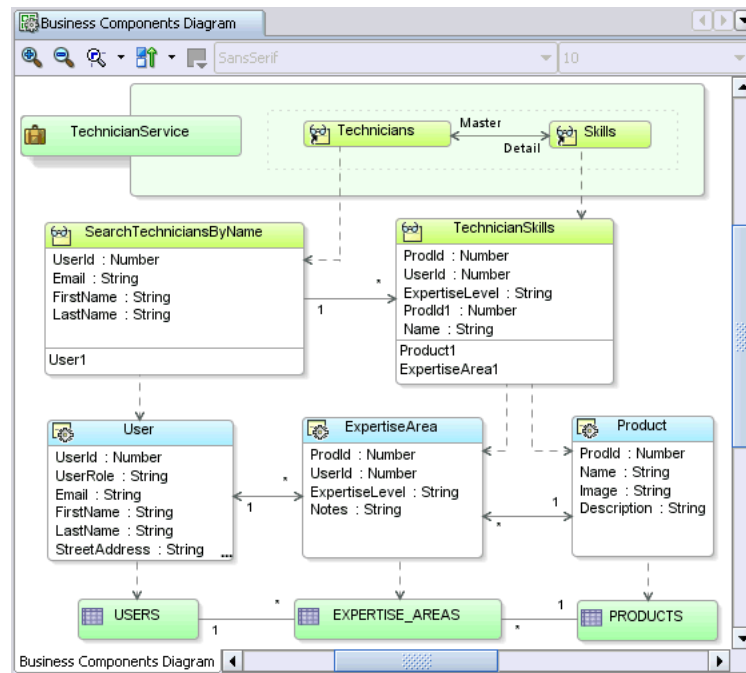 Business Components Diagram
SansSerif
10
TechnicianService
Technicians
Master
Detail
Skills
SearchTechniciansByName
UserId : Number
Email : String
FirstName : String
LastName : String
User1
TechnicianSkills
ProdId : Number
UserId : Number
ExpertiseLevel : String
ProdId1 : Number
Name : String
Product1
ExpertiseArea1
1
*
User
UserId : Number
UserRole : String
Email : String
FirstName : String
LastName : String
StreetAddress : String
...
1
*
ExpertiseArea
ProdId : Number
UserId : Number
ExpertiseLevel : String
Notes : String
*
1
Product
ProdId : Number
Name : String
Image : String
Description : String
USERS
1
*
EXPERTISE_AREAS
*
1
PRODUCTS
Business Components Diagram